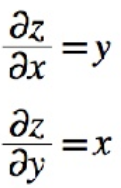 ∂z/∂x = y
∂z/∂y = x